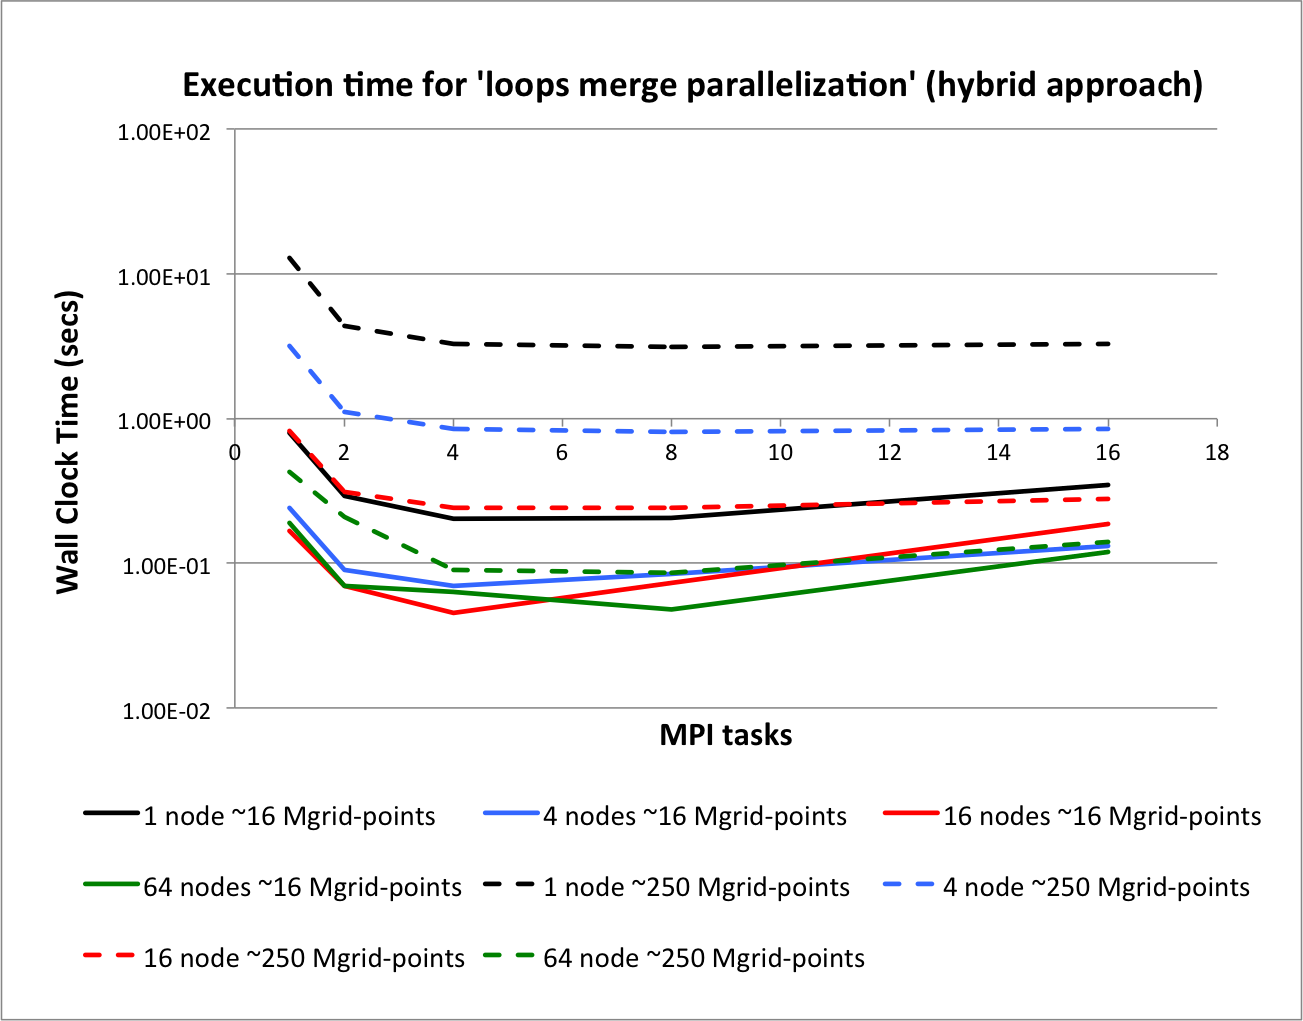 Execution time for 'loops merge parallelization' (hybrid approach)
1.00E+02
1.00E+01
1.00E+00
1.00E-01
1.00E-02
Wall Clock Time (secs)
0 2 4 6 8 10 12 14 16 18
MPI tasks
1 node ~16 Mgrid-points 4 nodes ~16 Mgrid-points 16 nodes ~16 Mgrid-points
64 nodes ~16 Mgrid-points 1 node ~250 Mgrid-points 4 node ~250 Mgrid-points
16 node ~250 Mgrid-points 64 node ~250 Mgrid-points